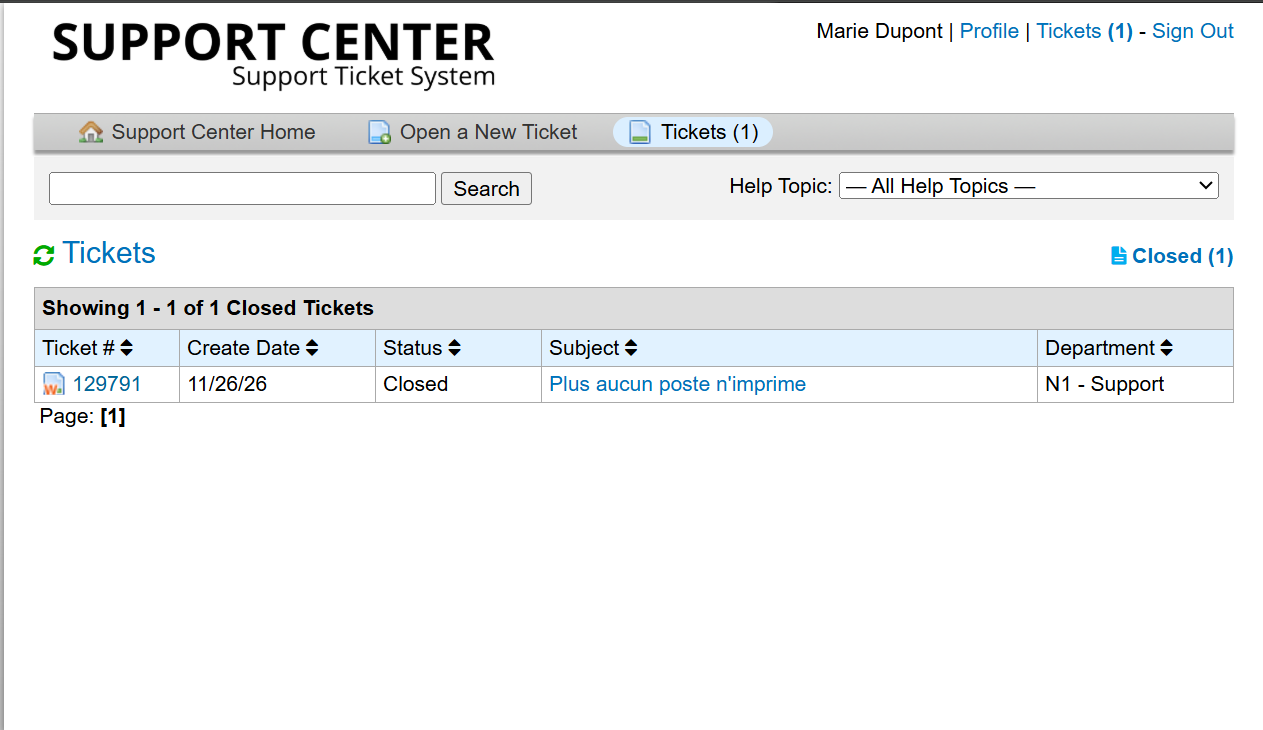 SUPPORT CENTER
Support Ticket System
Marie Dupont | Profile | Tickets (1) - Sign Out
Support Center Home Open a New Ticket Tickets (1)
Search Help Topic: — All Help Topics —
Tickets Closed (1)
Showing 1 - 1 of 1 Closed Tickets
Ticket # Create Date Status Subject Department
129791 11/26/26 Closed Plus aucun poste n'imprime N1 - Support
Page: [1]